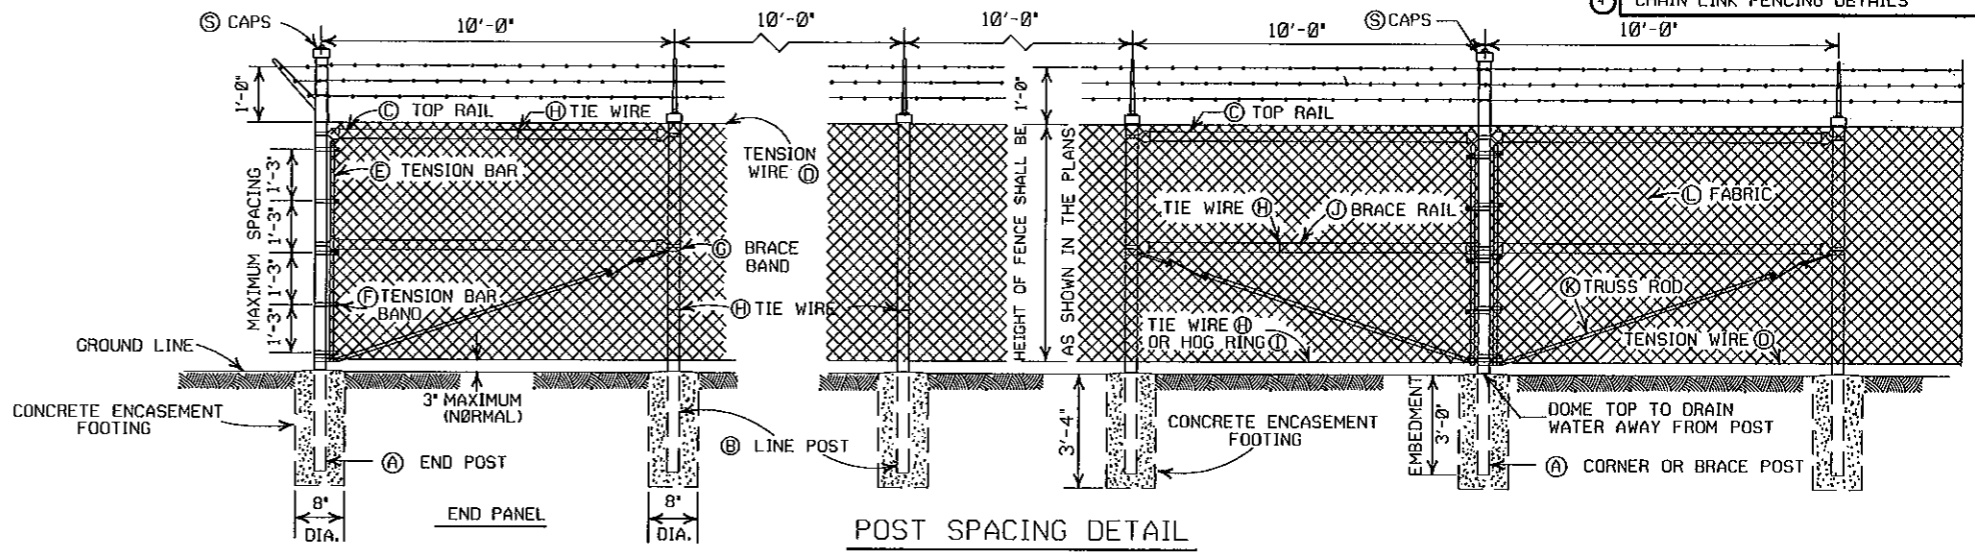 4 CHAIN LINK FENCING DETAILS
Ⓢ CAPS
10'-0"
10'-0"
10'-0"
10'-0"
Ⓢ CAPS
10'-0"
1'-0"
Ⓒ TOP RAIL
Ⓗ TIE WIRE
1'-0"
Ⓒ TOP RAIL
TENSION
WIRE Ⓓ
MAXIMUM SPACING
1'-3"
1'-3"
1'-3"
1'-3"
Ⓔ TENSION BAR
HEIGHT OF FENCE SHALL BE
AS SHOWN IN THE PLANS
TIE WIRE Ⓗ
Ⓙ BRACE RAIL
Ⓛ FABRIC
Ⓖ BRACE
BAND
MAXIMUM
Ⓕ TENSION BAR
BAND
Ⓗ TIE WIRE
Ⓚ TRUSS ROD
TIE WIRE Ⓗ
OR HOG RING Ⓘ
TENSION WIRE Ⓓ
GROUND LINE
3" MAXIMUM
(NORMAL)
CONCRETE ENCASEMENT
FOOTING
3'-4"
CONCRETE ENCASEMENT
FOOTING
EMBEDMENT
3'-0"
DOME TOP TO DRAIN
WATER AWAY FROM POST
Ⓐ END POST
Ⓑ LINE POST
Ⓐ CORNER OR BRACE POST
8"
DIA.
END PANEL
8"
DIA.
POST SPACING DETAIL